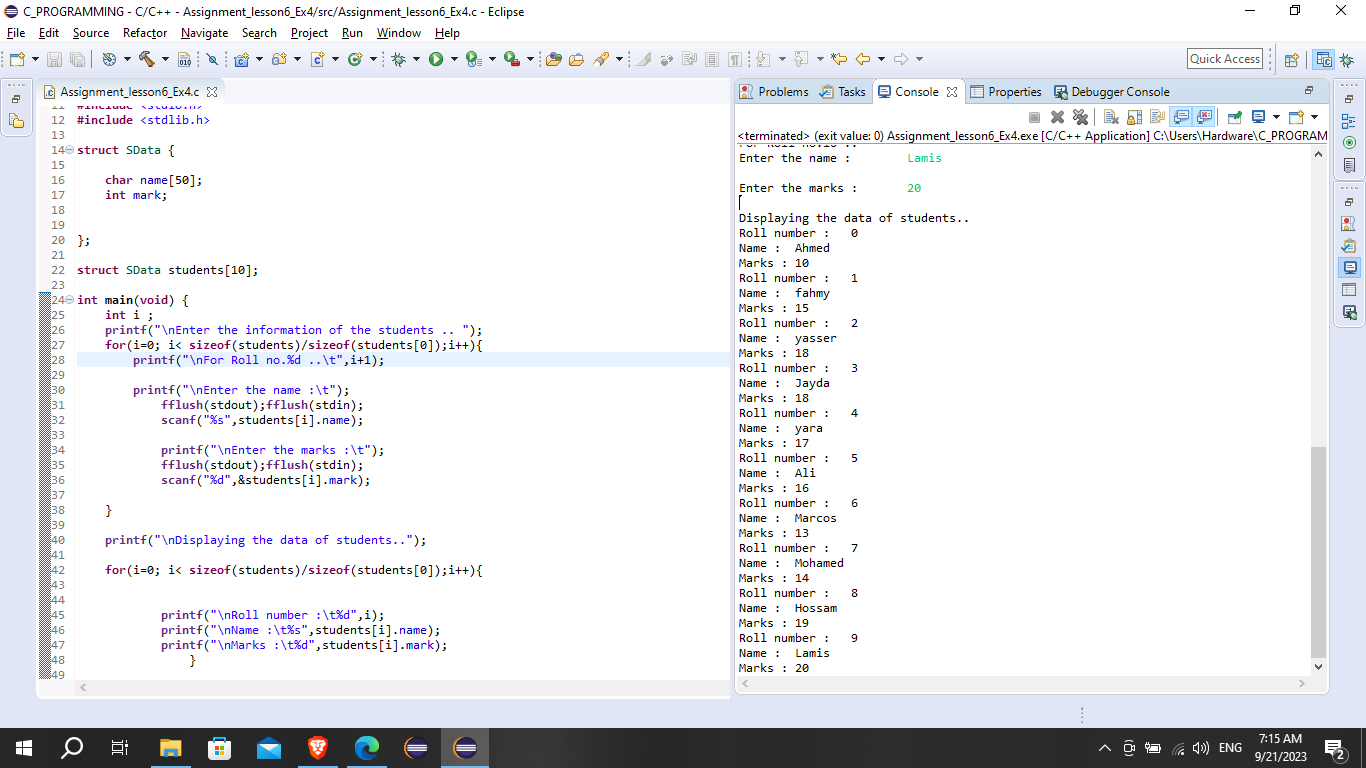 C_PROGRAMMING - C/C++ - Assignment_lesson6_Ex4/src/Assignment_lesson6_Ex4.c - Eclipse
File Edit Source Refactor Navigate Search Project Run Window Help
Quick Access
Assignment_lesson6_Ex4.c
11 #include <stdio.h>
12 #include <stdlib.h>
13
14 struct SData {
15
16 char name[50];
17 int mark;
18
19
20 };
21
22 struct SData students[10];
23
24 int main(void) {
25 int i ;
26 printf("\nEnter the information of the students .. ");
27 for(i=0; i< sizeof(students)/sizeof(students[0]);i++){
28 printf("\nFor Roll no.%d ..\t",i+1);
29
30 printf("\nEnter the name :\t");
31 fflush(stdout);fflush(stdin);
32 scanf("%s",students[i].name);
33
34 printf("\nEnter the marks :\t");
35 fflush(stdout);fflush(stdin);
36 scanf("%d",&students[i].mark);
37
38 }
39
40 printf("\nDisplaying the data of students..");
41
42 for(i=0; i< sizeof(students)/sizeof(students[0]);i++){
43
44
45 printf("\nRoll number :\t%d",i);
46 printf("\nName :\t%s",students[i].name);
47 printf("\nMarks :\t%d",students[i].mark);
48 }
49
Problems Tasks Console Properties Debugger Console
<terminated> (exit value: 0) Assignment_lesson6_Ex4.exe [C/C++ Application] C:\Users\Hardware\C_PROGRAM
For Roll no.10 ..
Enter the name : Lamis
Enter the marks : 20
Displaying the data of students..
Roll number : 0
Name : Ahmed
Marks : 10
Roll number : 1
Name : fahmy
Marks : 15
Roll number : 2
Name : yasser
Marks : 18
Roll number : 3
Name : Jayda
Marks : 18
Roll number : 4
Name : yara
Marks : 17
Roll number : 5
Name : Ali
Marks : 16
Roll number : 6
Name : Marcos
Marks : 13
Roll number : 7
Name : Mohamed
Marks : 14
Roll number : 8
Name : Hossam
Marks : 19
Roll number : 9
Name : Lamis
Marks : 20
ENG
7:15 AM
9/21/2023
2